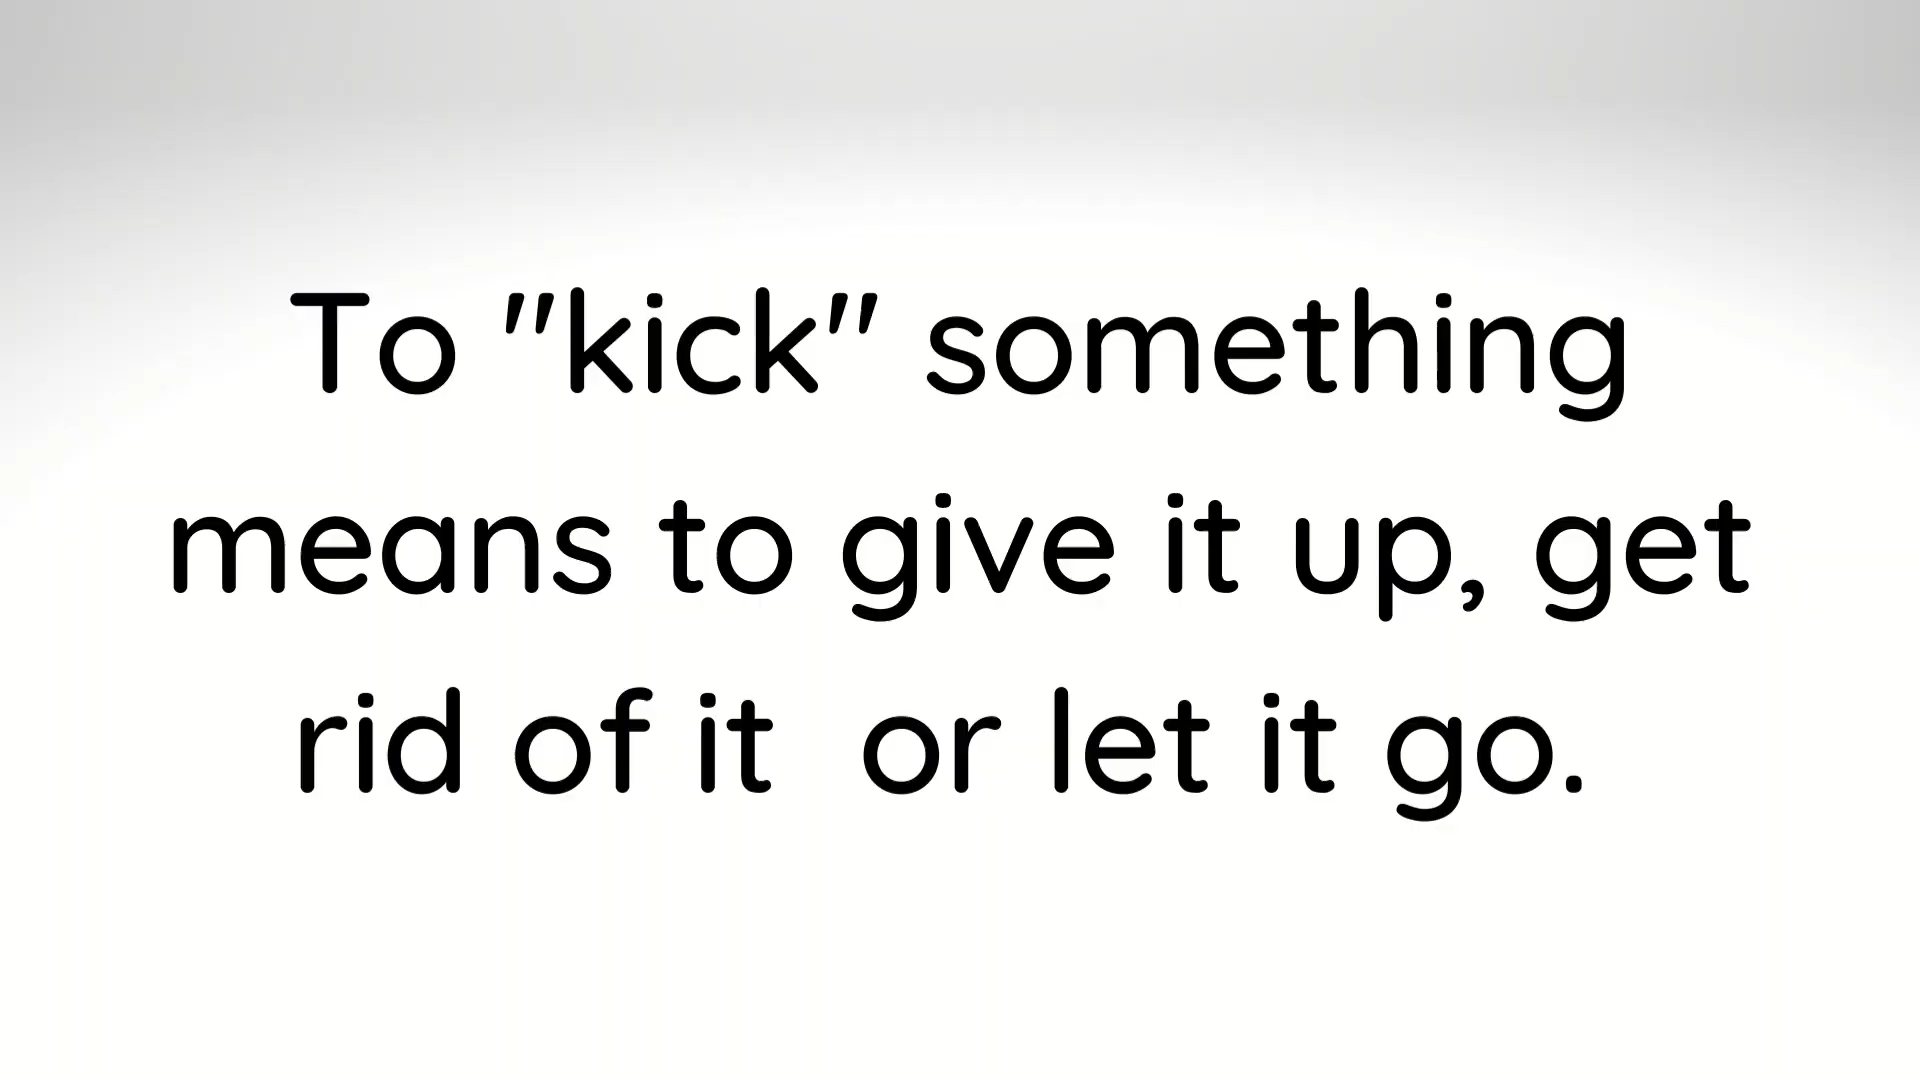 To "kick" something
means to give it up, get
rid of it  or let it go.